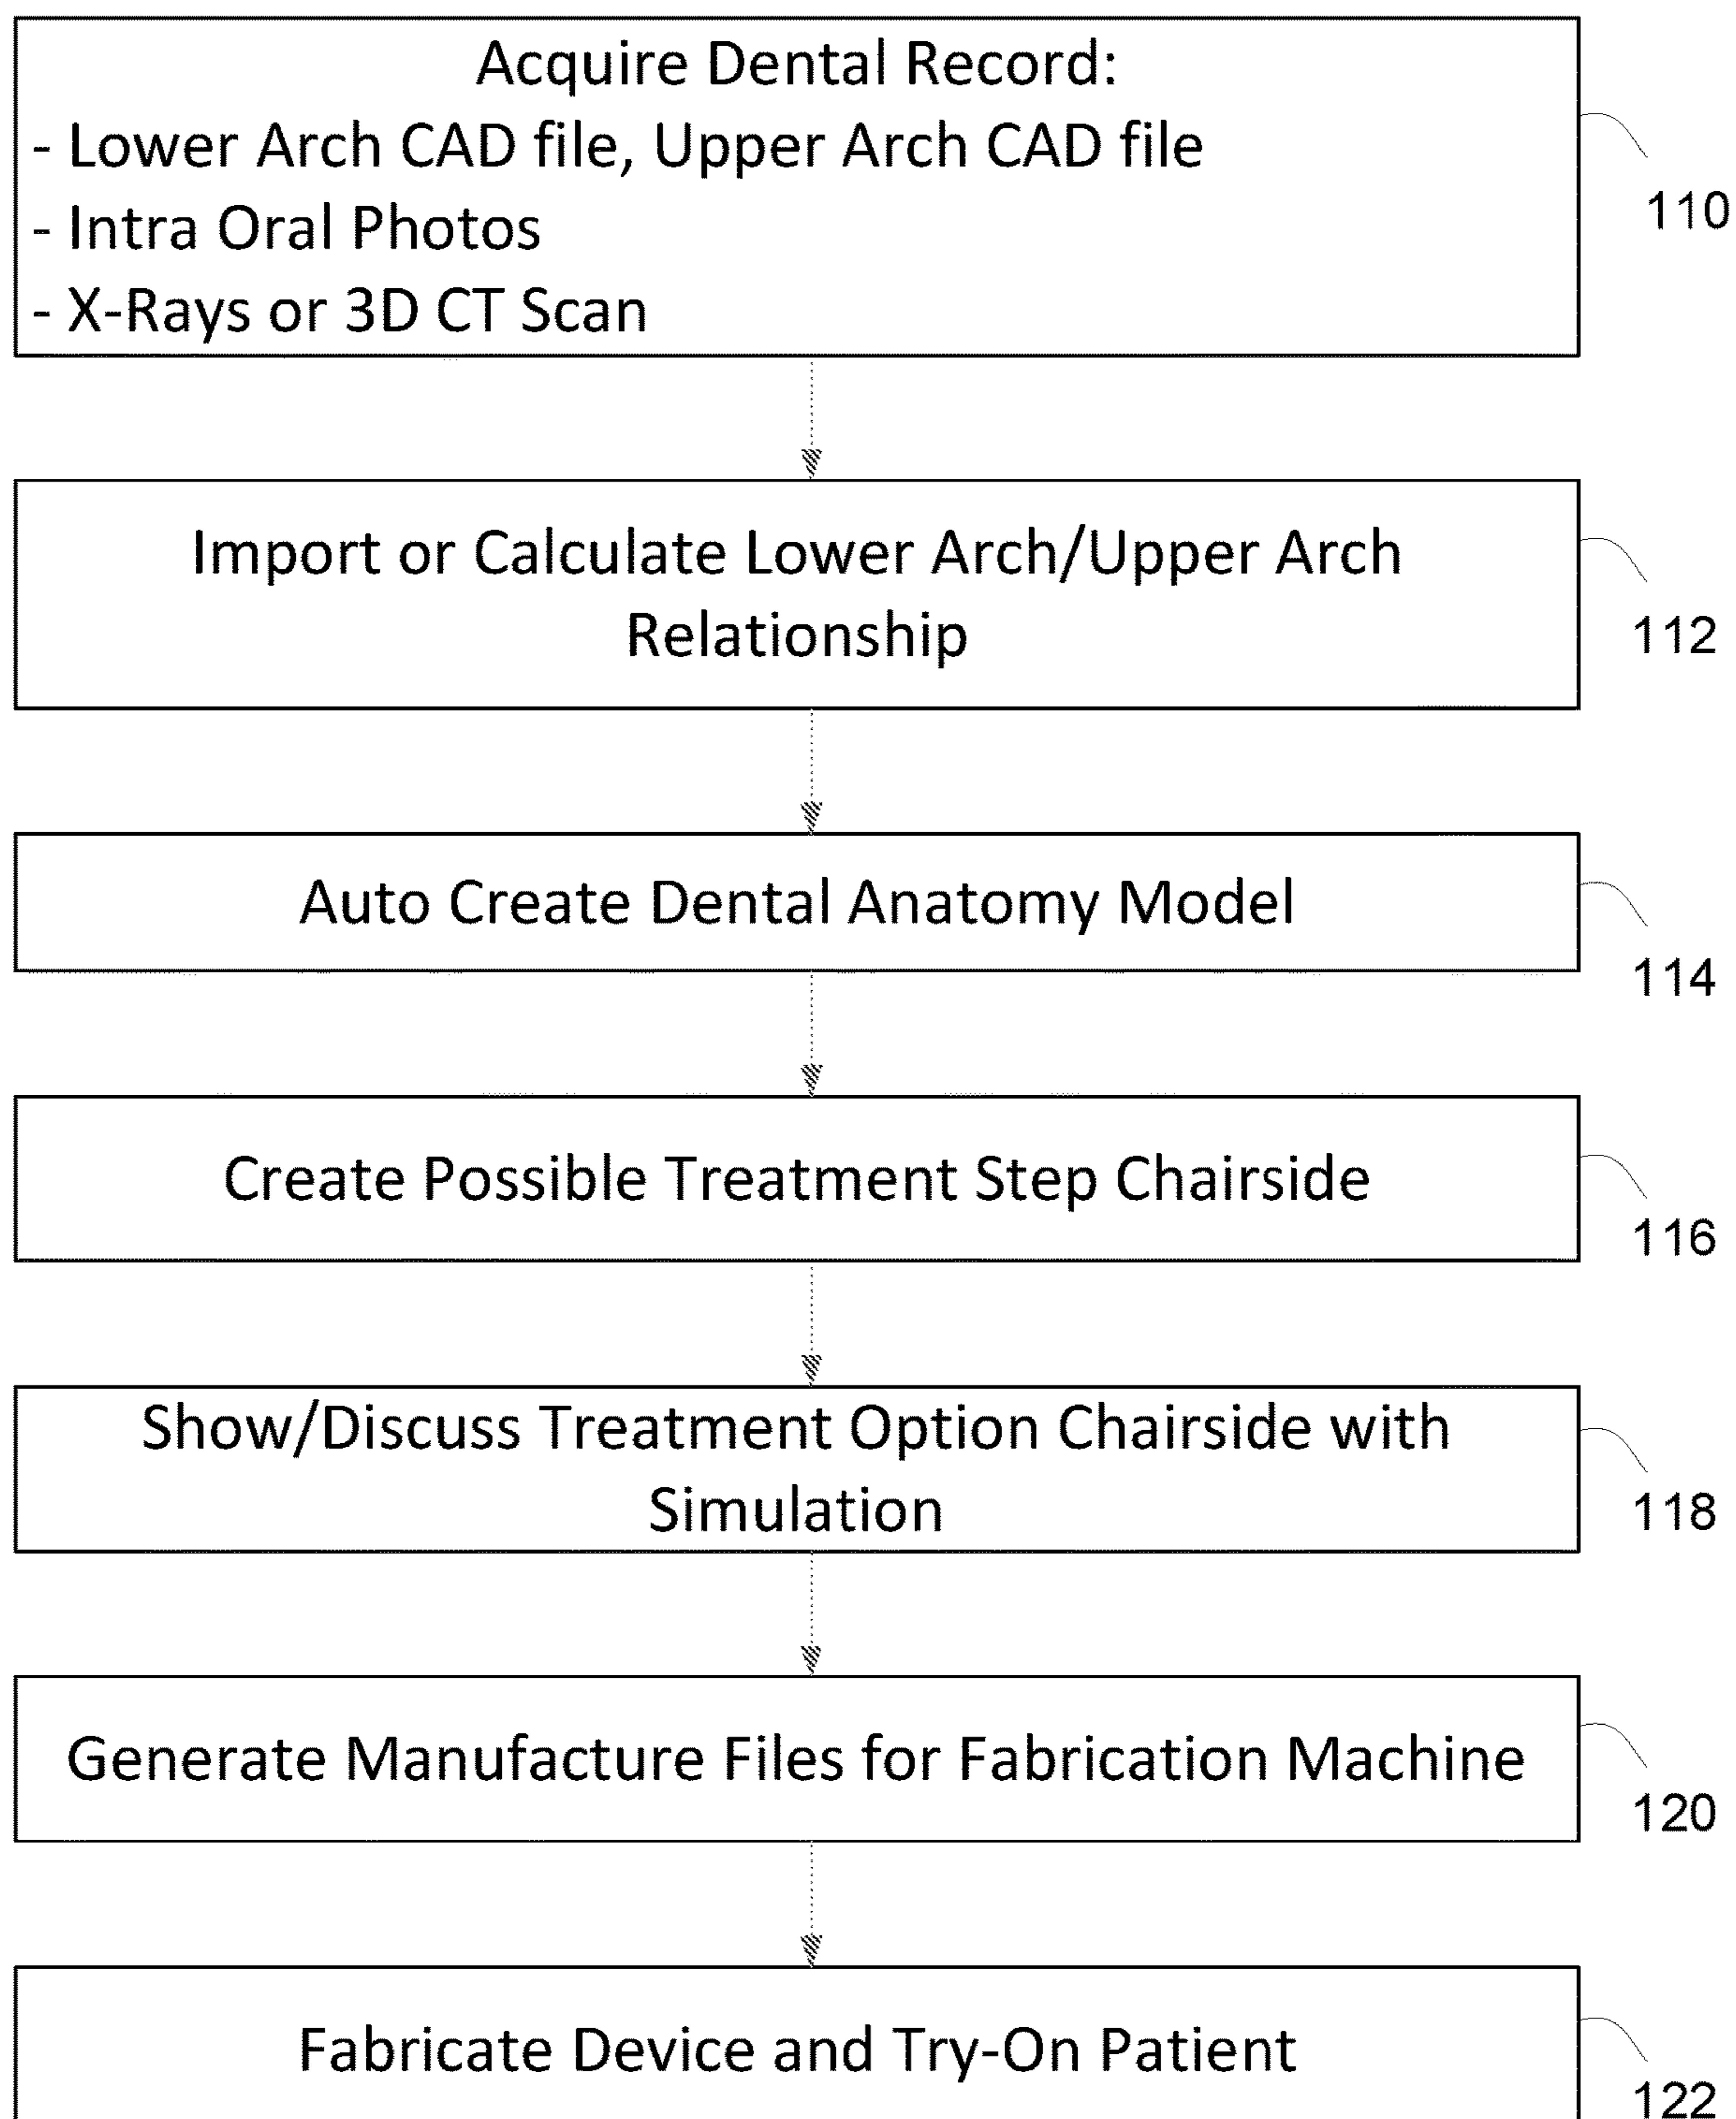 Acquire Dental Record:
- Lower Arch CAD file, Upper Arch CAD file
- Intra Oral Photos
- X-Rays or 3D CT Scan
110
Import or Calculate Lower Arch/Upper Arch
Relationship
112
Auto Create Dental Anatomy Model
114
Create Possible Treatment Step Chairside
116
Show/Discuss Treatment Option Chairside with
Simulation
118
Generate Manufacture Files for Fabrication Machine
120
Fabricate Device and Try-On Patient
122